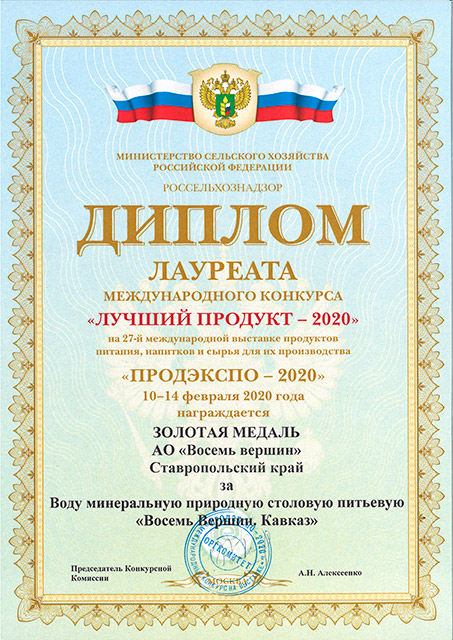 МИНИСТЕРСТВО СЕЛЬСКОГО ХОЗЯЙСТВА
РОССИЙСКОЙ ФЕДЕРАЦИИ
РОССЕЛЬХОЗНАДЗОР
ДИПЛОМ
ЛАУРЕАТА
МЕЖДУНАРОДНОГО КОНКУРСА
«ЛУЧШИЙ ПРОДУКТ – 2020»
на 27-й международной выставке продуктов
питания, напитков и сырья для их производства
«ПРОДЭКСПО – 2020»
10–14 февраля 2020 года
награждается
ЗОЛОТАЯ МЕДАЛЬ
АО «Восемь вершин»
Ставропольский край
за
Воду минеральную природную столовую питьевую
«Восемь Вершин. Кавказ»
ОРГКОМИТЕТ
МОСКВА
Председатель Конкурсной
Комиссии
А.Н. Алексеенко